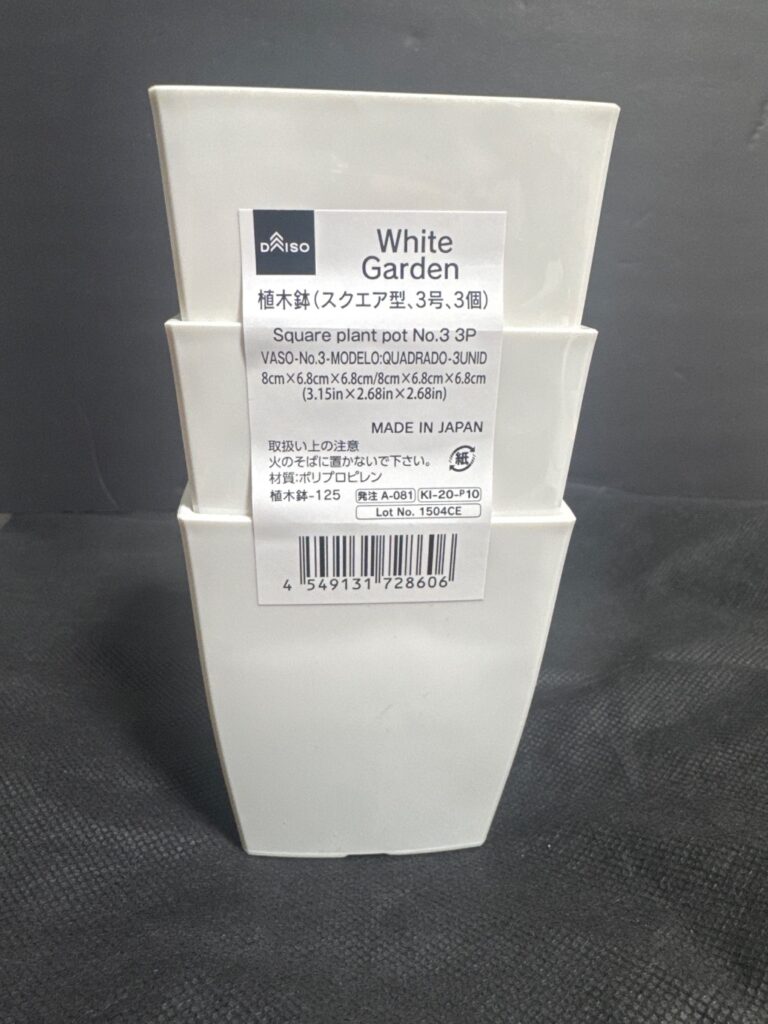 DAISO
White
Garden
植木鉢(スクエア型、3号、3個)
Square plant pot No.3 3P
VASO-No.3-MODELO:QUADRADO-3UNID
8cm×6.8cm×6.8cm/8cm×6.8cm×6.8cm
(3.15in×2.68in×2.68in)
MADE IN JAPAN
取扱い上の注意
火のそばに置かないで下さい。
材質:ポリプロピレン
紙
植木鉢-125 発注 A-081 KI-20-P10
Lot No. 1504CE
4 549131 728606